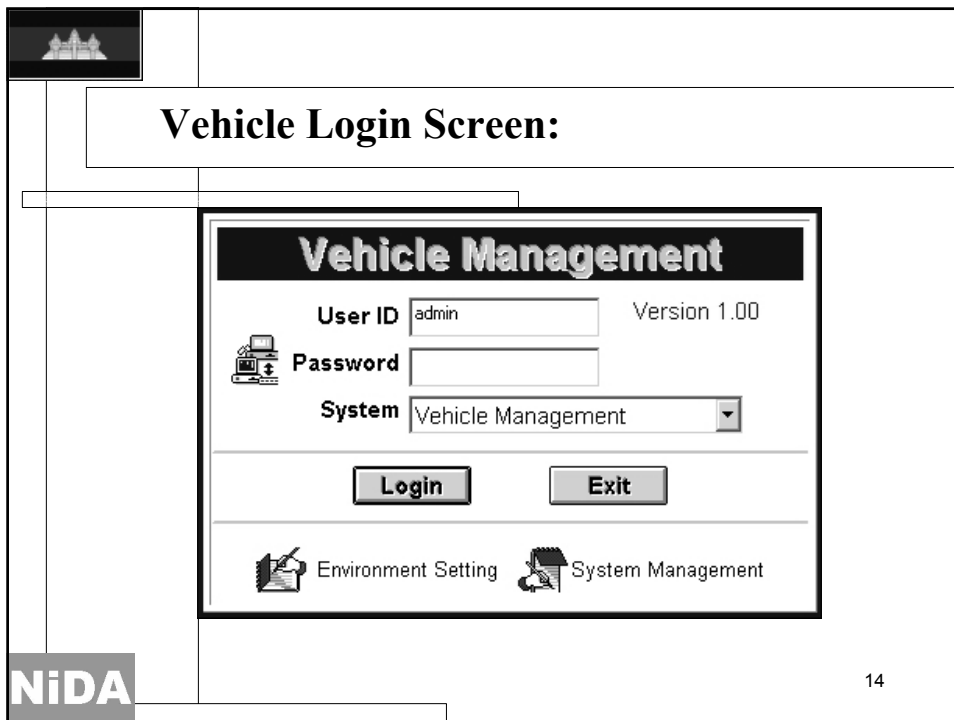 Vehicle Login Screen:
Vehicle Management
User ID admin Version 1.00
Password
System Vehicle Management
Login Exit
Environment Setting System Management
NiDA
14